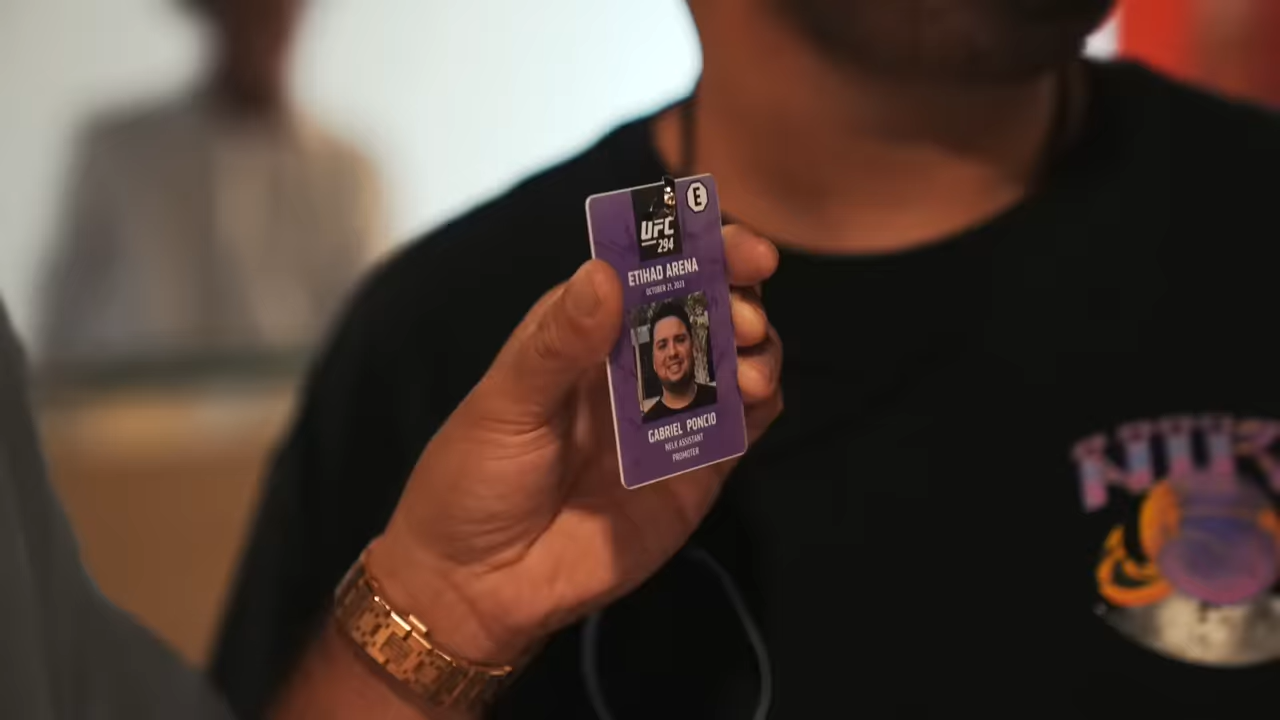 E
UFC
294
ETIHAD ARENA
OCTOBER 21, 2023
GABRIEL PONCIO
NELK ASSISTANT
PROMOTER